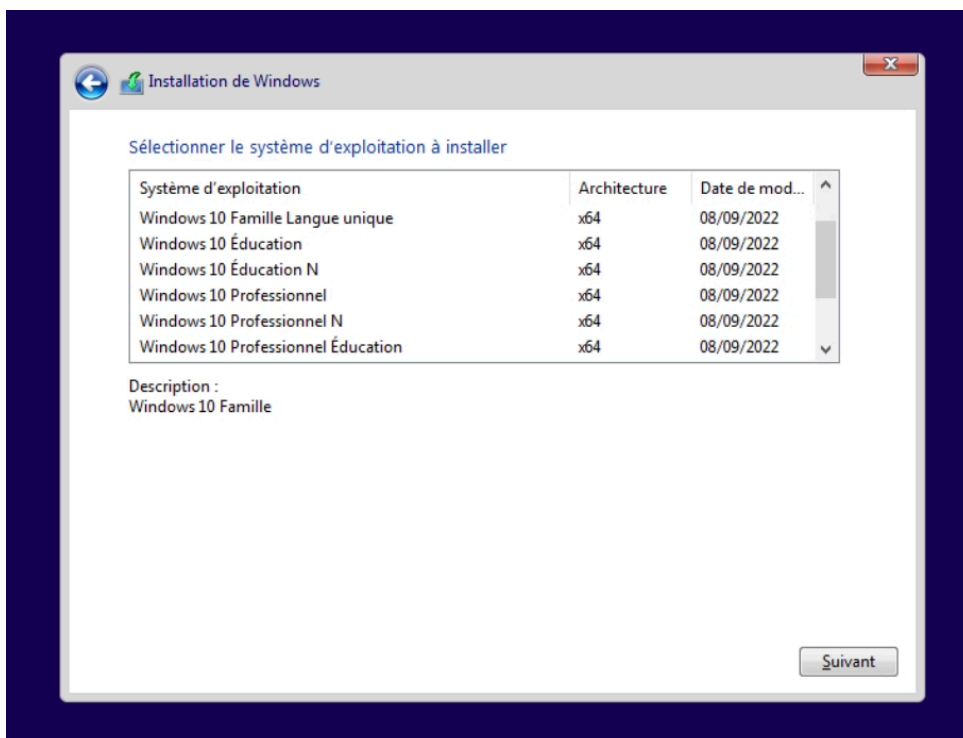 Installation de Windows
Sélectionner le système d'exploitation à installer
Système d'exploitation Architecture Date de mod...
Windows 10 Famille Langue unique x64 08/09/2022
Windows 10 Éducation x64 08/09/2022
Windows 10 Éducation N x64 08/09/2022
Windows 10 Professionnel x64 08/09/2022
Windows 10 Professionnel N x64 08/09/2022
Windows 10 Professionnel Éducation x64 08/09/2022
Description :
Windows 10 Famille
Suivant